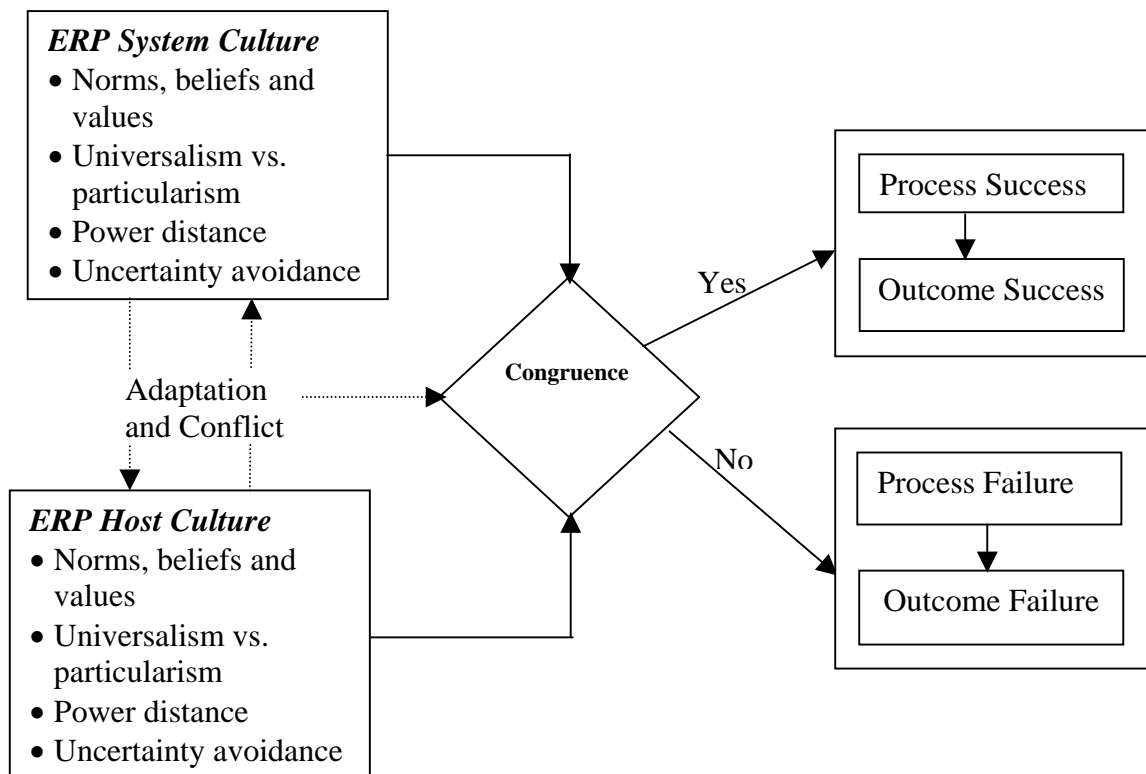 ERP System Culture
• Norms, beliefs and
values
• Universalism vs.
particularism
• Power distance
• Uncertainty avoidance
Adaptation
and Conflict
ERP Host Culture
• Norms, beliefs and
values
• Universalism vs.
particularism
• Power distance
• Uncertainty avoidance
Congruence
Yes
No
Process Success
Outcome Success
Process Failure
Outcome Failure